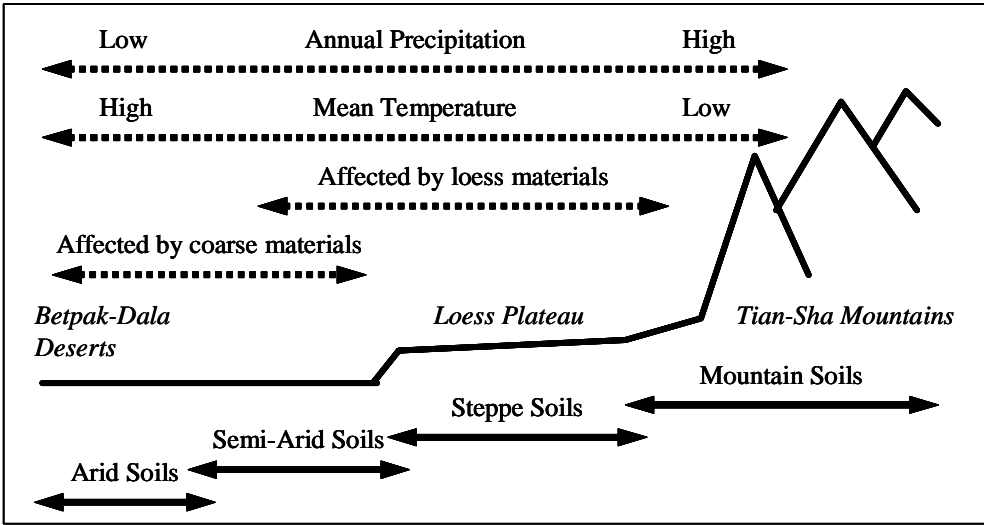 Low Annual Precipitation High
High Mean Temperature Low
Affected by loess materials
Affected by coarse materials
Betpak-Dala
Deserts
Loess Plateau
Tian-Sha Mountains
Mountain Soils
Steppe Soils
Semi-Arid Soils
Arid Soils